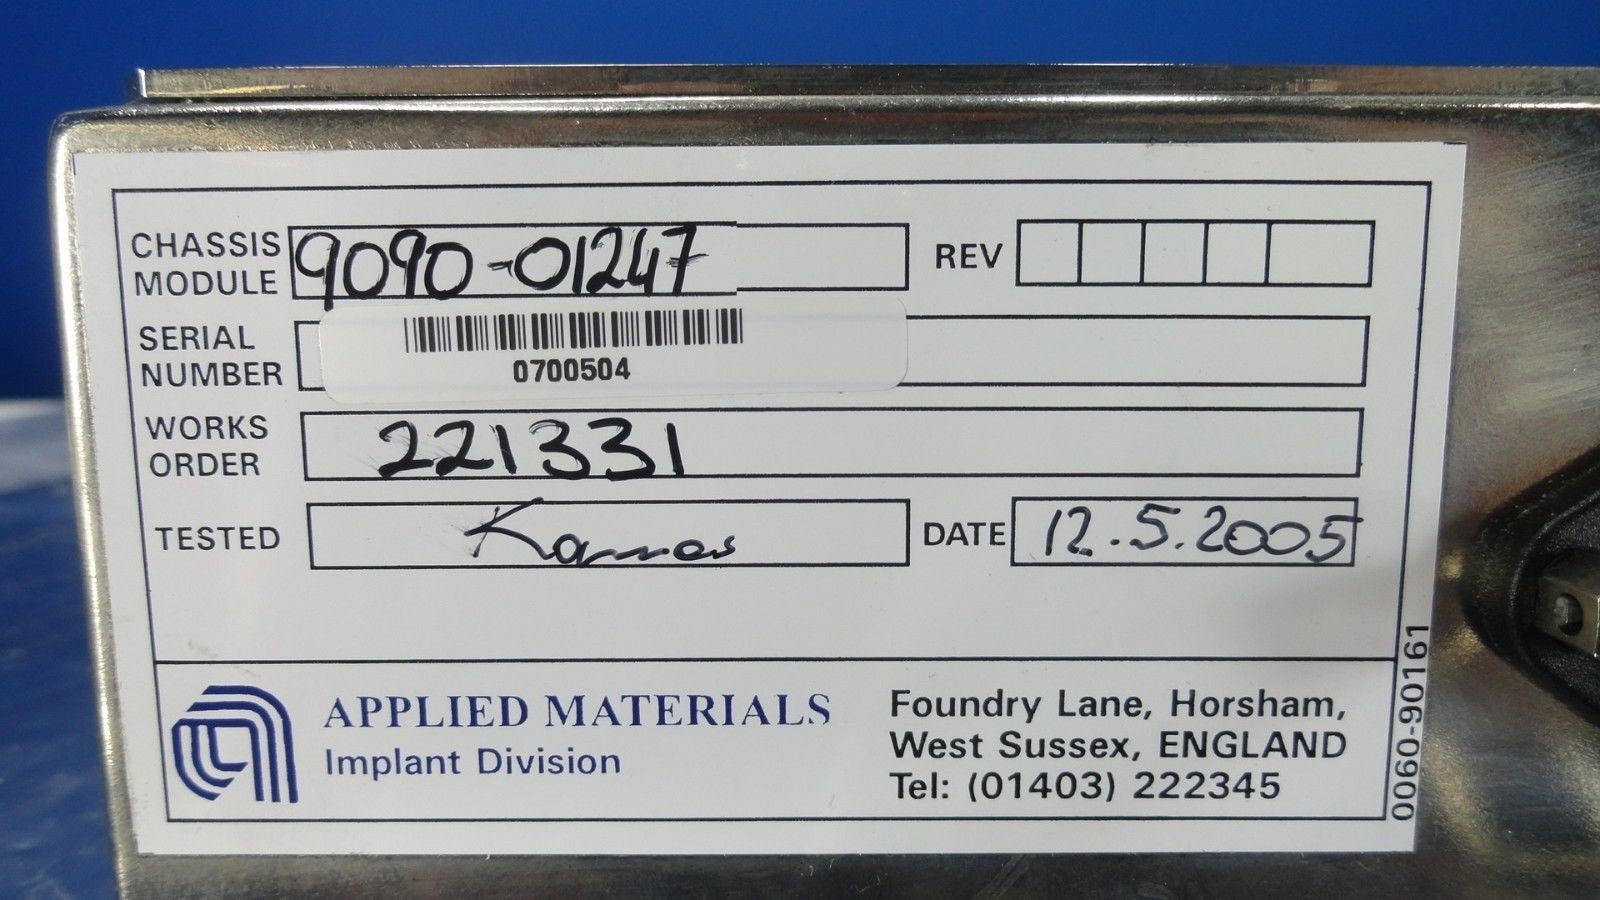 CHASSIS MODULE 9090-01247 REV
SERIAL NUMBER 0700504
WORKS ORDER 221331
TESTED DATE 12.5.2005
APPLIED MATERIALS
Implant Division
Foundry Lane, Horsham,
West Sussex, ENGLAND
Tel: (01403) 222345
0060-90161